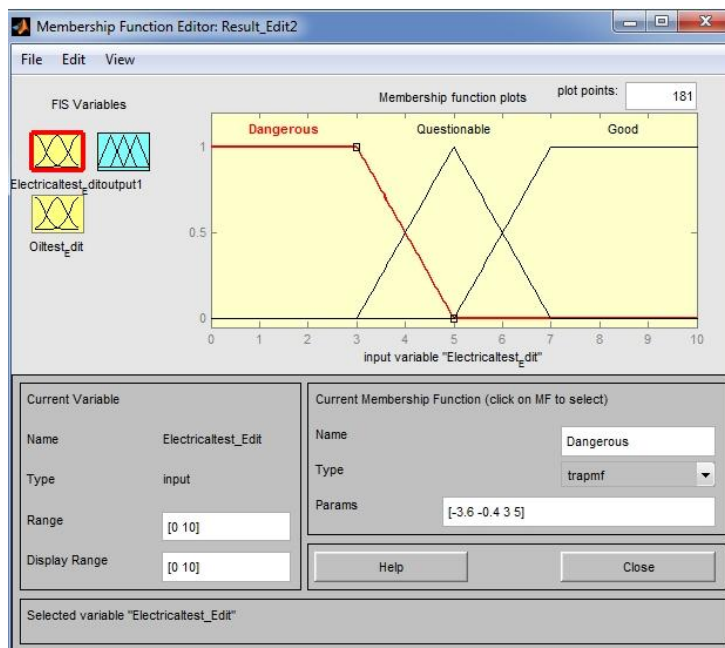 Membership Function Editor: Result_Edit2
File Edit View
FIS Variables
Membership function plots
plot points: 181
Electricaltest_Editoutput1
Oiltest_Edit
Dangerous Questionable Good
1
0.5
0
0 1 2 3 4 5 6 7 8 9 10
input variable "Electricaltest_Edit"
Current Variable
Name Electricaltest_Edit
Type input
Range [0 10]
Display Range [0 10]
Current Membership Function (click on MF to select)
Name Dangerous
Type trapmf
Params [-3.6 -0.4 3 5]
Help Close
Selected variable "Electricaltest_Edit"